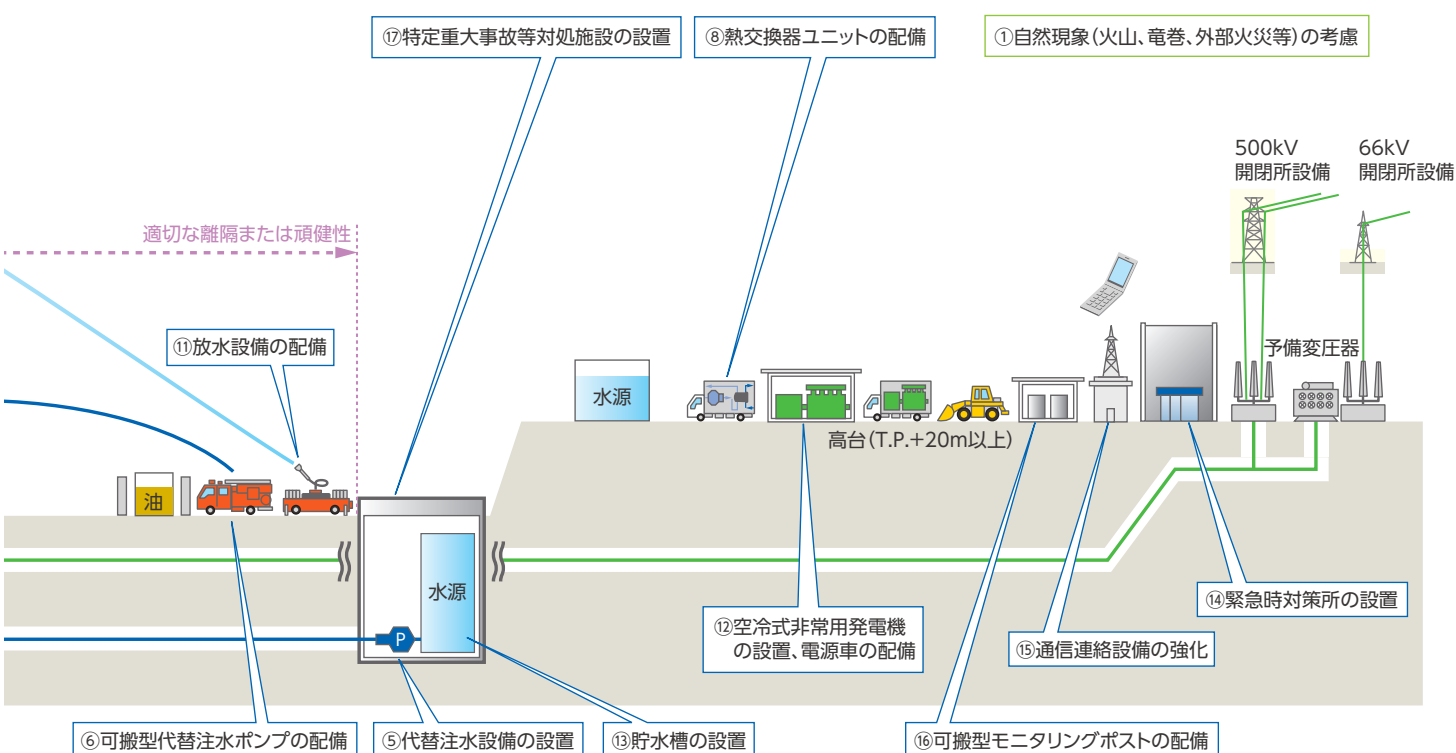 ⑰特定重大事故等対処施設の設置
⑧熱交換器ユニットの配備
①自然現象(火山、竜巻、外部火災等)の考慮
500kV
開閉所設備
66kV
開閉所設備
適切な離隔または頑健性
⑪放水設備の配備
予備変圧器
水源
高台(T.P.+20m以上)
油
水源
P
⑭緊急時対策所の設置
⑫空冷式非常用発電機
の設置、電源車の配備
⑮通信連絡設備の強化
⑥可搬型代替注水ポンプの配備
⑤代替注水設備の設置
⑬貯水槽の設置
⑯可搬型モニタリングポストの配備